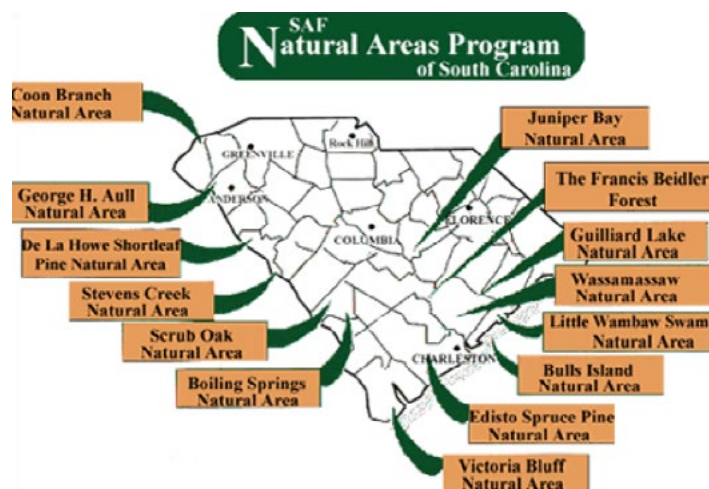 SAF
Natural Areas Program
of South Carolina
Coon Branch
Natural Area
George H. Aull
Natural Area
De La Howe Shortleaf
Pine Natural Area
Stevens Creek
Natural Area
Scrub Oak
Natural Area
Boiling Springs
Natural Area
GREENVILLE
Rock Hill
ANDERSON
COLUMBIA
FLORENCE
CHARLESTON
Juniper Bay
Natural Area
The Francis Beidler
Forest
Guilliard Lake
Natural Area
Wassamassaw
Natural Area
Little Wambaw Swam
Natural Area
Bulls Island
Natural Area
Edisto Spruce Pine
Natural Area
Victoria Bluff
Natural Area